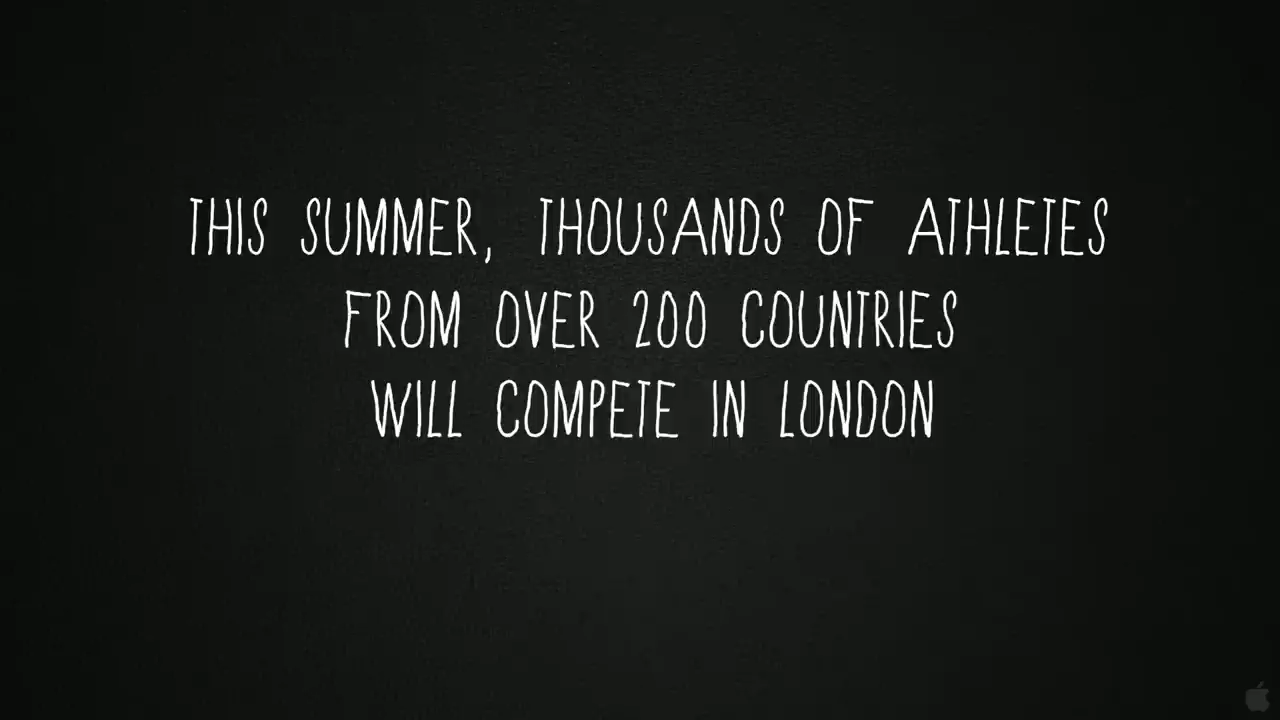 THIS SUMMER, THOUSANDS OF ATHLETES
FROM OVER 200 COUNTRIES
WILL COMPETE IN LONDON